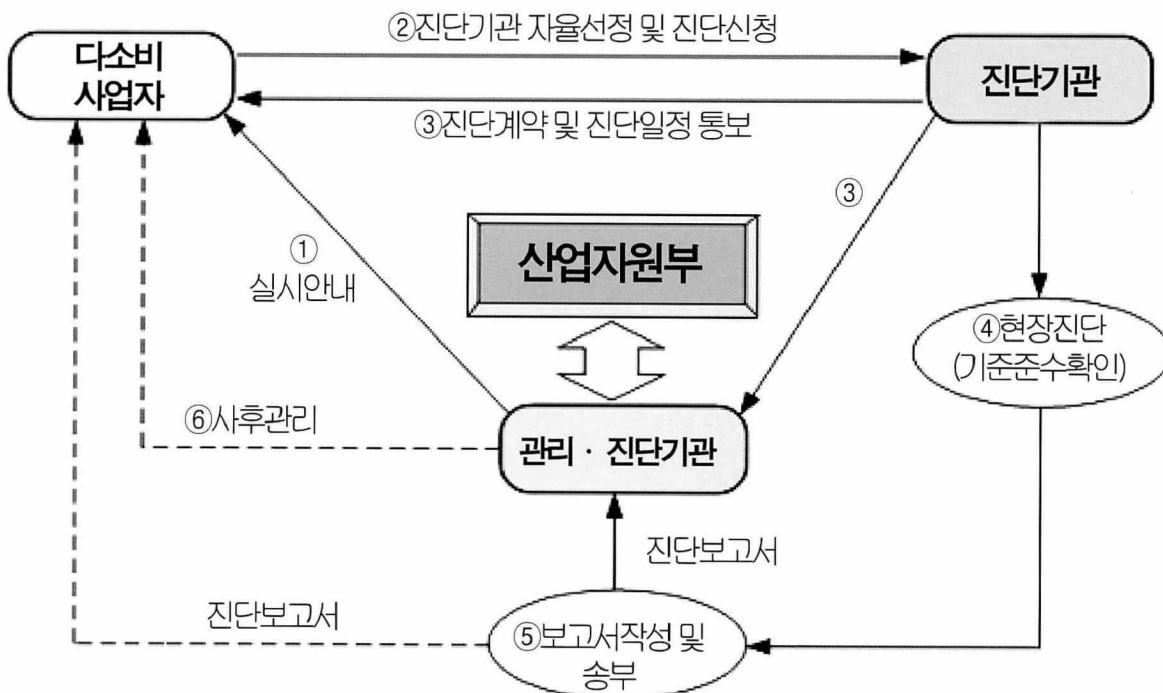 ②진단기관 자율선정 및 진단신청
다소비
사업자
진단기관
③진단계약 및 진단일정 통보
③
①
실시안내
산업자원부
④현장진단
(기준준수확인)
⑥사후관리
관리 · 진단기관
진단보고서
진단보고서
⑤보고서작성 및
송부